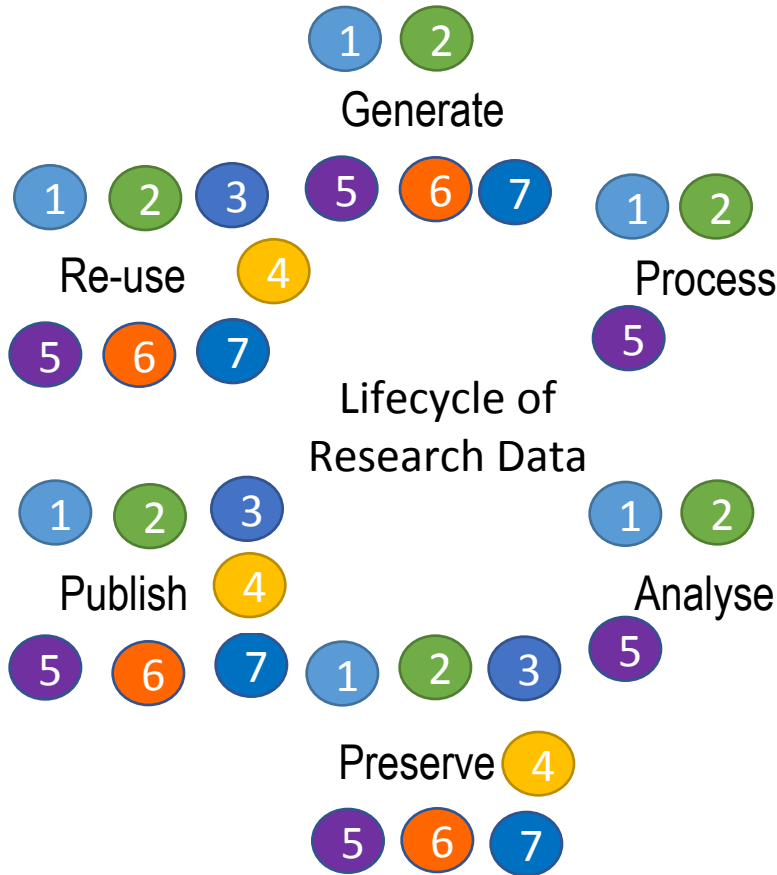 1 2
Generate
5 6 7
1 2 3
Re-use 4
5 6 7
1 2
Process
5
Lifecycle of
Research Data
1 2 3
Publish 4
5 6 7
1 2
Analyse
5
1 2 3
Preserve 4
5 6 7